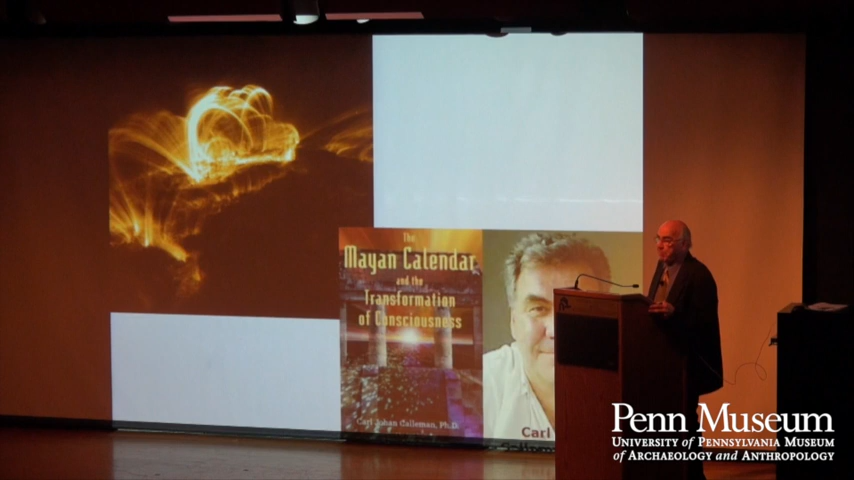 The
Mayan Calendar
and the
Transformation
of Consciousness
Carl Johan Calleman, Ph.D.
Carl
Penn Museum
University of Pennsylvania Museum
of Archaeology and Anthropology